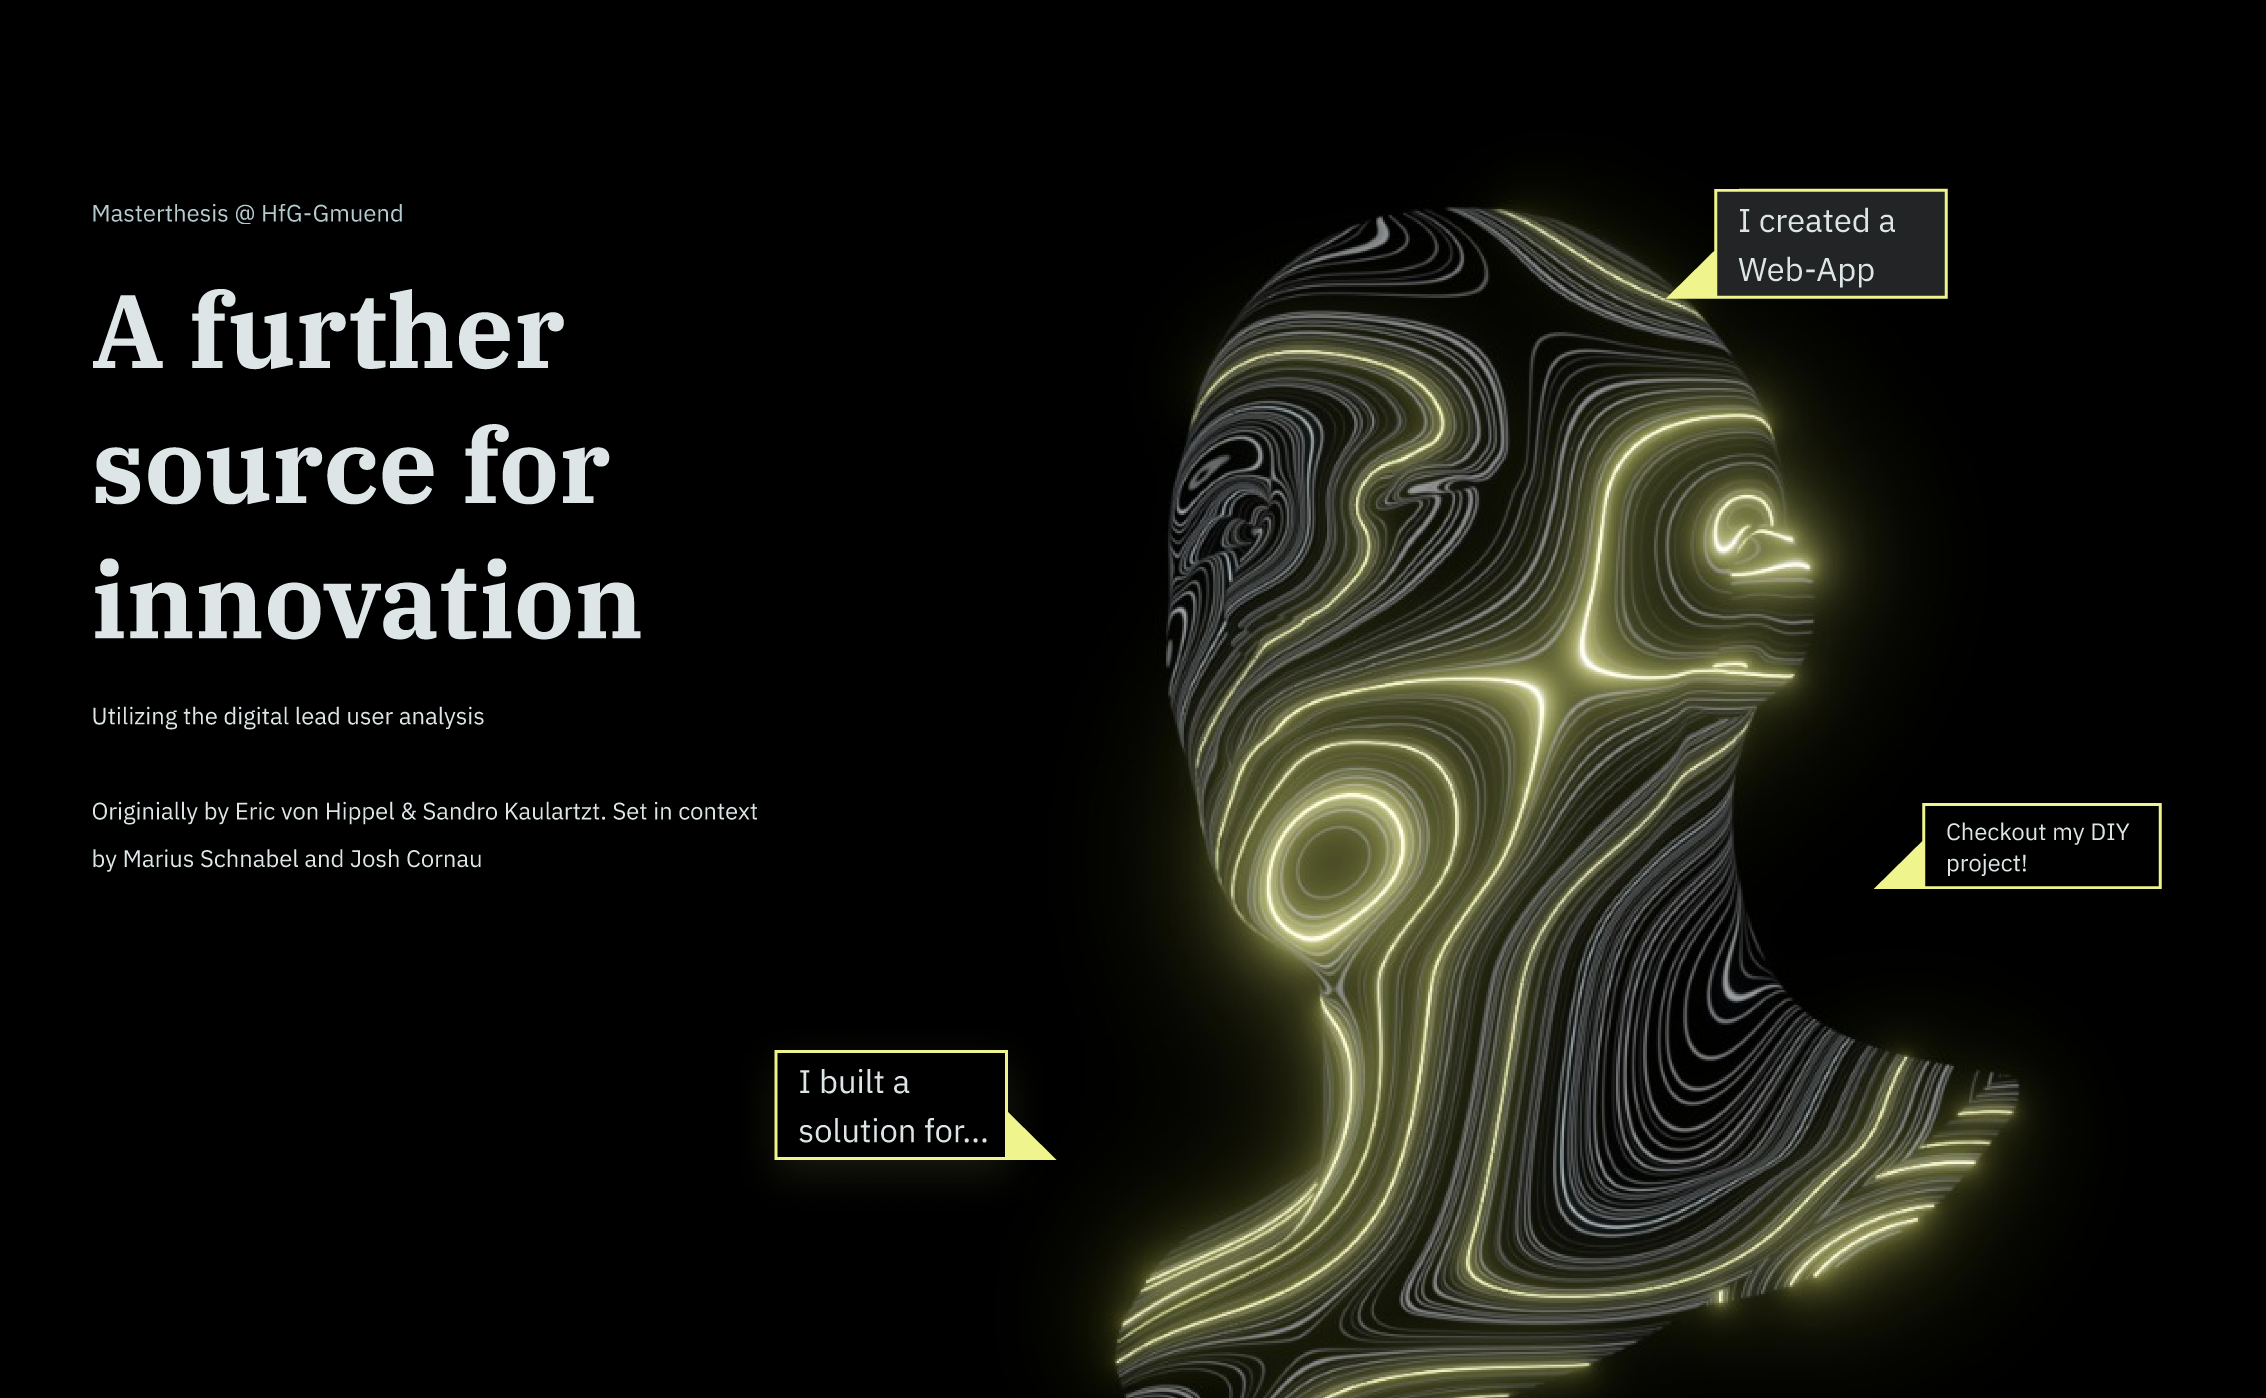 Masterthesis @ HfG-Gmuend
A further
source for
innovation
Utilizing the digital lead user analysis
Originially by Eric von Hippel & Sandro Kaulartzt. Set in context
by Marius Schnabel and Josh Cornau
I created a
Web-App
Checkout my DIY
project!
I built a
solution for...